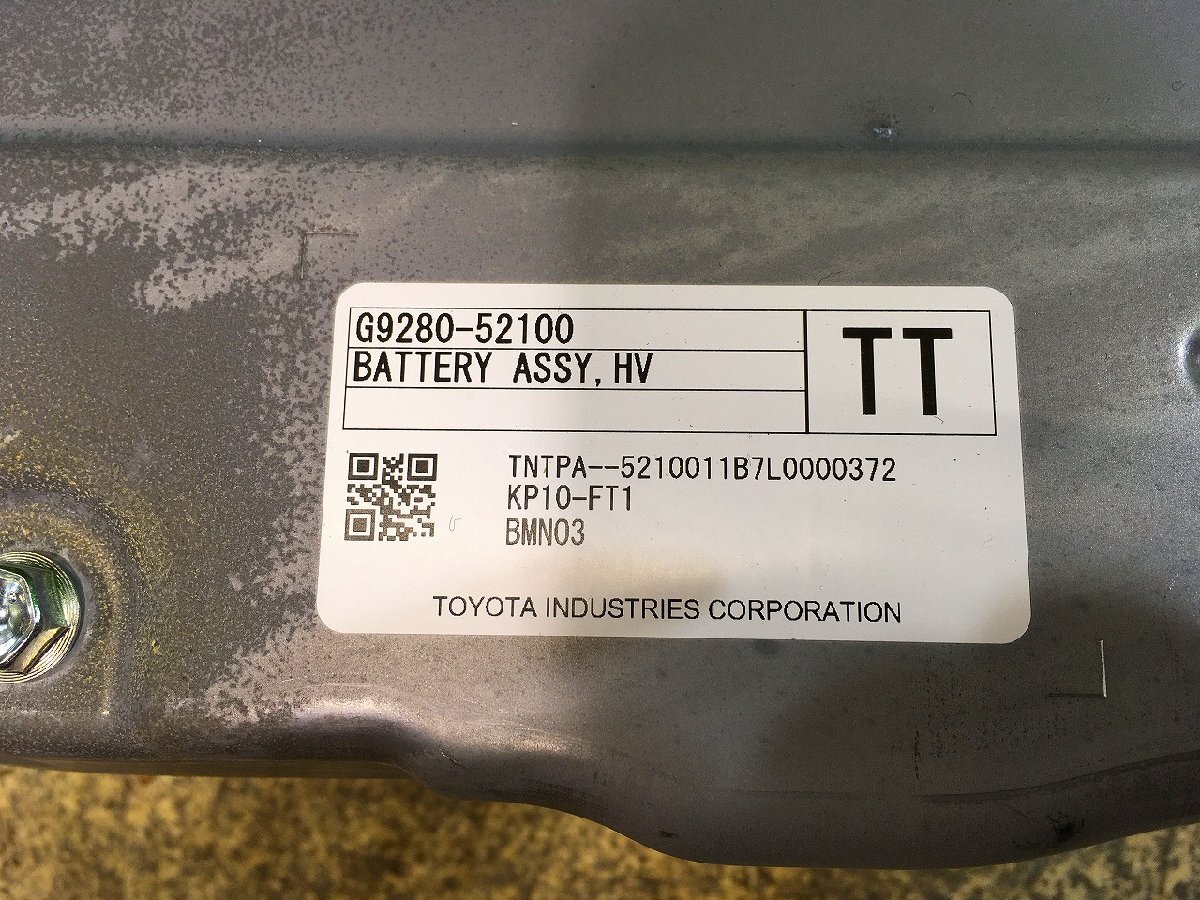 G9280-52100
BATTERY ASSY,HV
TT
TNTPA--5210011B7L0000372
KP10-FT1
BMN03
TOYOTA INDUSTRIES CORPORATION